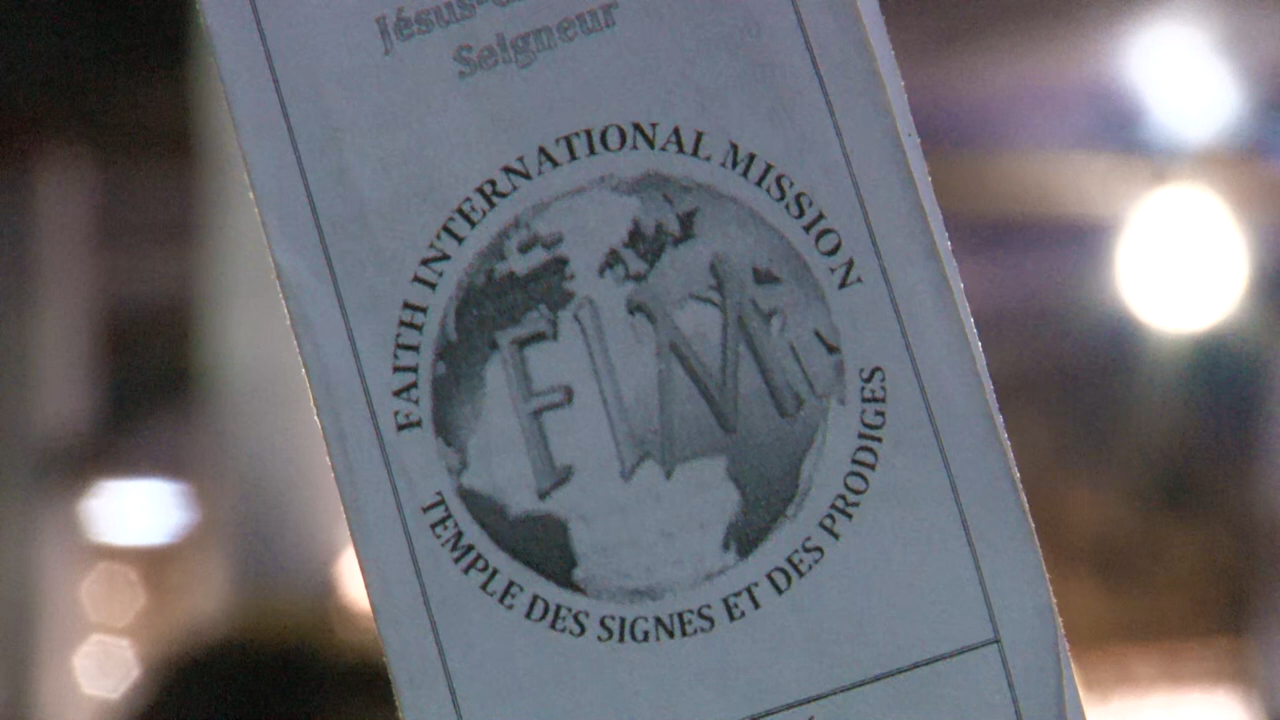 Seigneur
FAITH INTERNATIONAL MISSION
FIM
TEMPLE DES SIGNES ET DES PRODIGES